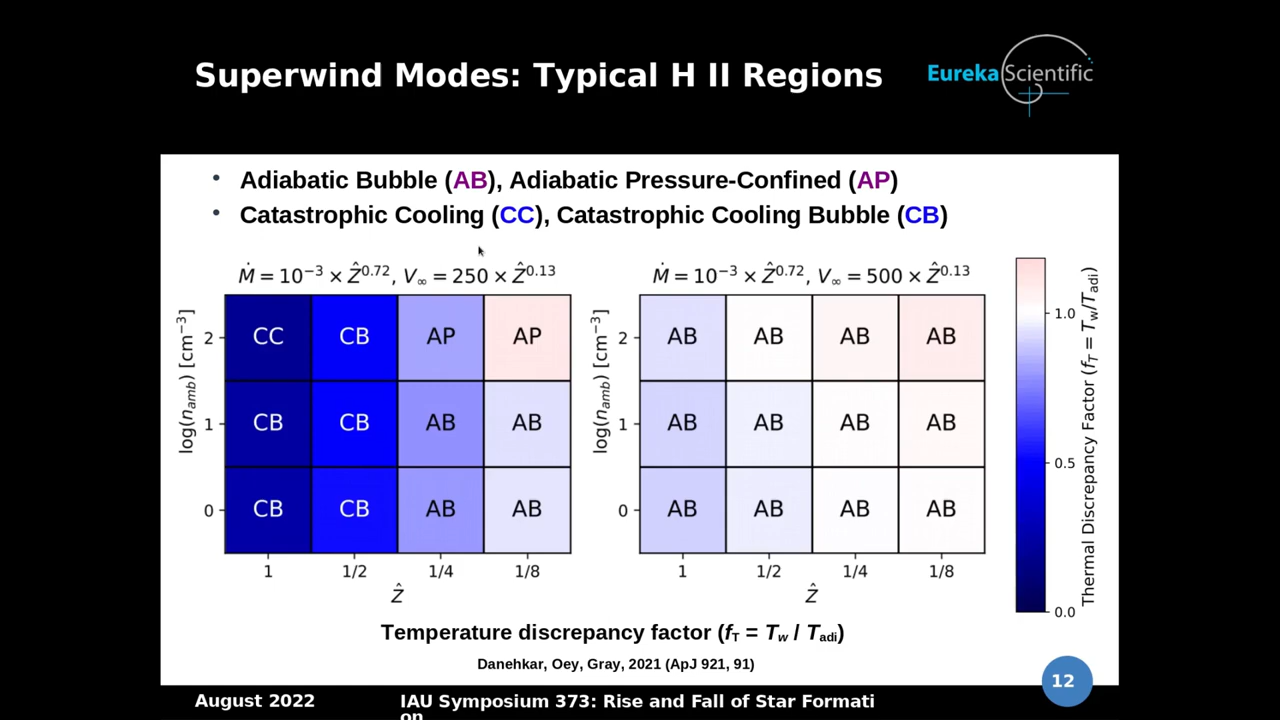 Superwind Modes: Typical H II Regions
EurekaScientific
• Adiabatic Bubble (AB), Adiabatic Pressure-Confined (AP)
• Catastrophic Cooling (CC), Catastrophic Cooling Bubble (CB)
Ṁ = 10⁻³ × Ẑ^0.72, V∞ = 250 × Ẑ^0.13
log(n_amb) [cm⁻³]
2 CC CB AP AP
1 CB CB AB AB
0 CB CB AB AB
1 1/2 1/4 1/8
Ẑ
Ṁ = 10⁻³ × Ẑ^0.72, V∞ = 500 × Ẑ^0.13
log(n_amb) [cm⁻³]
2 AB AB AB AB
1 AB AB AB AB
0 AB AB AB AB
1 1/2 1/4 1/8
Ẑ
1.0
0.5
0.0
Thermal Discrepancy Factor (f_T = T_w/T_adi)
Temperature discrepancy factor (f_T = T_w / T_adi)
Danehkar, Oey, Gray, 2021 (ApJ 921, 91)
12
August 2022
IAU Symposium 373: Rise and Fall of Star Formati
on